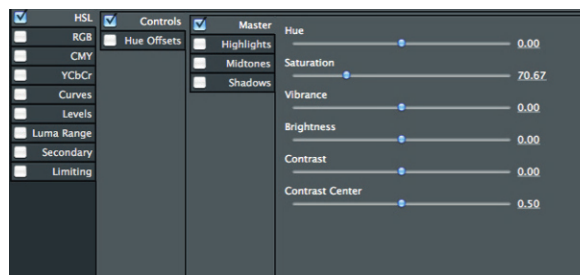 HSL
RGB
CMY
YCbCr
Curves
Levels
Luma Range
Secondary
Limiting
Controls
Hue Offsets
Master
Highlights
Midtones
Shadows
Hue
0.00
Saturation
70.67
Vibrance
0.00
Brightness
0.00
Contrast
0.00
Contrast Center
0.50